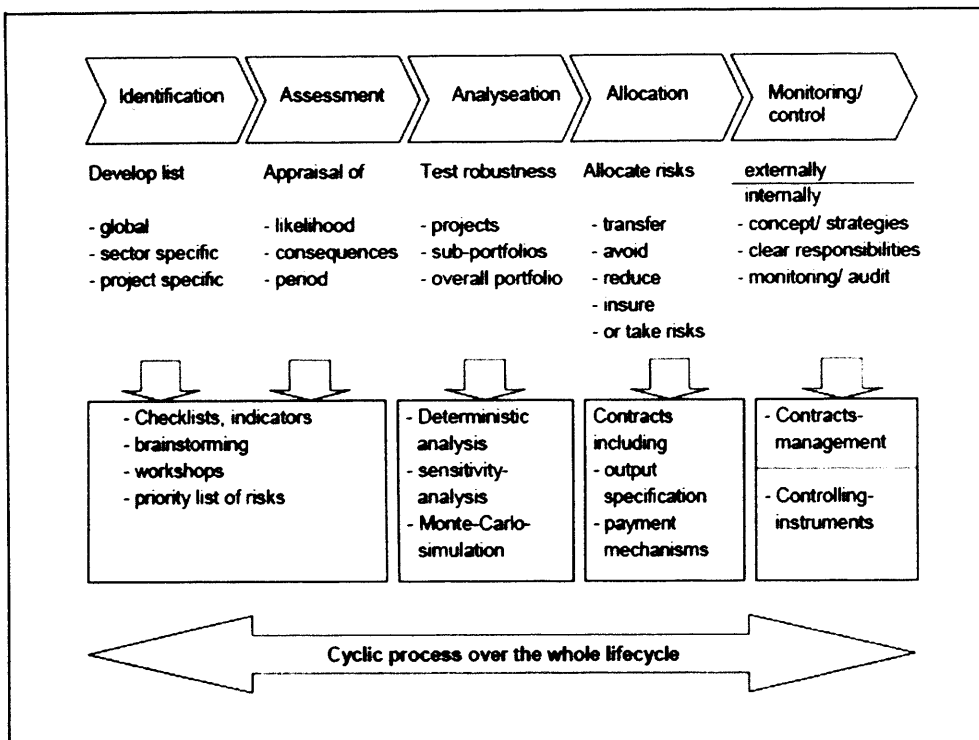 Identification
Assessment
Analyseation
Allocation
Monitoring/
control
Develop list
- global
- sector specific
- project specific
Appraisal of
- likelihood
- consequences
- period
Test robustness
- projects
- sub-portfolios
- overall portfolio
Allocate risks
- transfer
- avoid
- reduce
- insure
- or take risks
externally
internally
- concept/ strategies
- clear responsibilities
- monitoring/ audit
- Checklists, indicators
- brainstorming
- workshops
- priority list of risks
- Deterministic
analysis
- sensitivity-
analysis
- Monte-Carlo-
simulation
Contracts
including
- output
specification
- payment
mechanisms
- Contracts-
management
- Controlling-
instruments
Cyclic process over the whole lifecycle